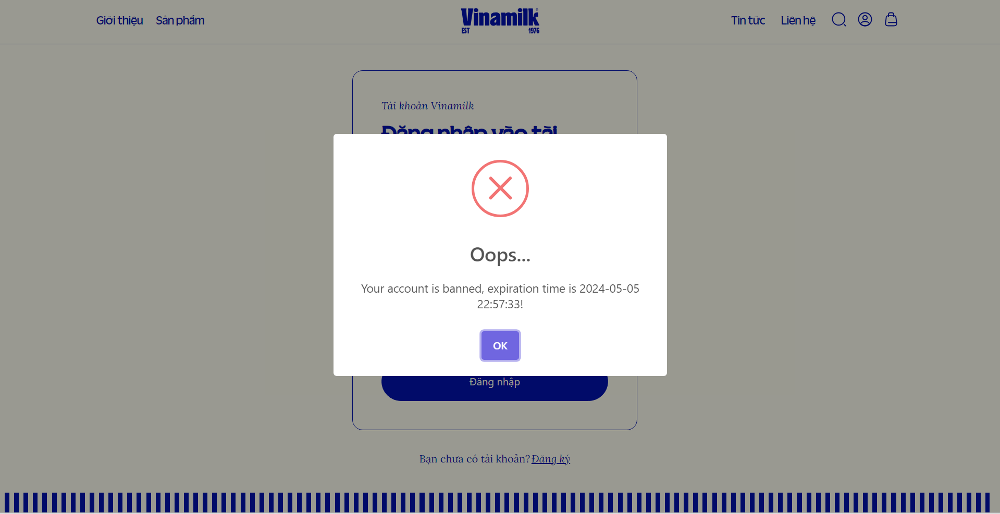 Giới thiệu
Sản phẩm
Vinamilk
®
EST
1976
Tin tức
Liên hệ
Tài khoản Vinamilk
Đăng nhập vào tài
Oops...
Your account is banned, expiration time is 2024-05-05
22:57:33!
OK
Đăng nhập
Bạn chưa có tài khoản? Đăng ký